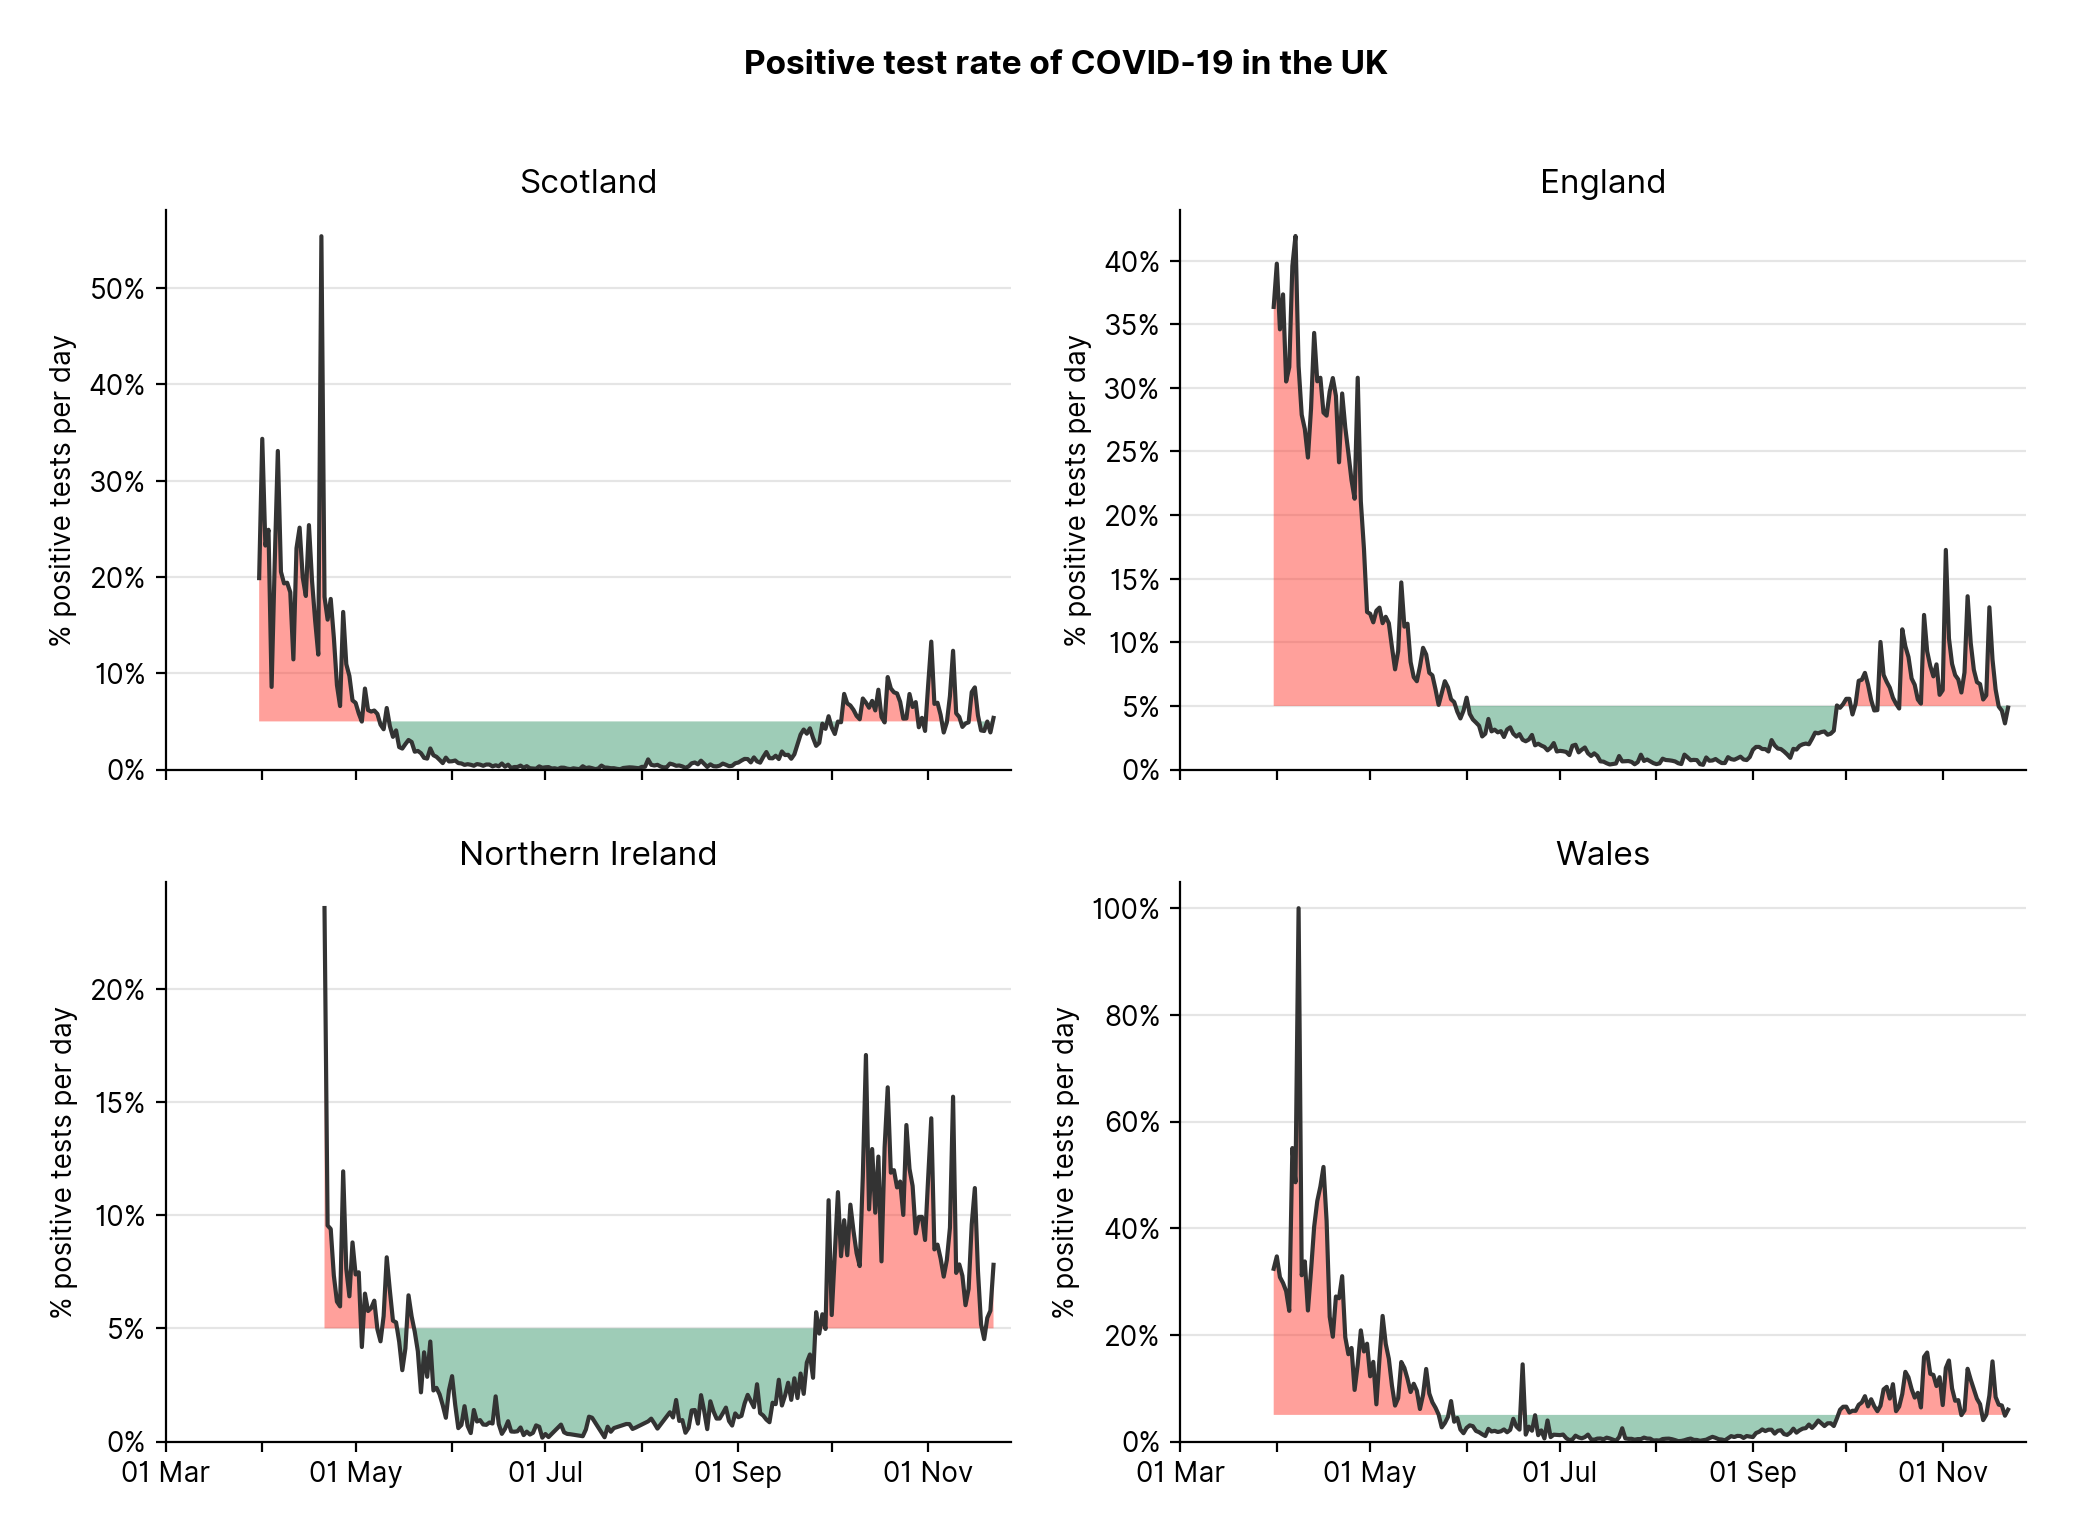 Positive test rate of COVID-19 in the UK
Scotland
% positive tests per day
50%
40%
30%
20%
10%
0%
England
% positive tests per day
40%
35%
30%
25%
20%
15%
10%
5%
0%
Northern Ireland
% positive tests per day
20%
15%
10%
5%
0%
01 Mar 01 May 01 Jul 01 Sep 01 Nov
Wales
% positive tests per day
100%
80%
60%
40%
20%
0%
01 Mar 01 May 01 Jul 01 Sep 01 Nov